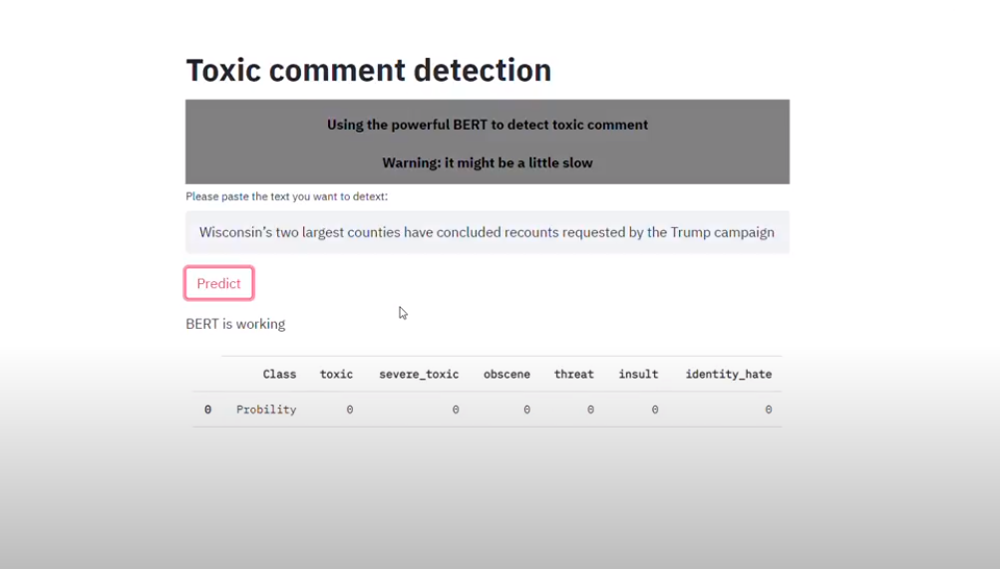 Toxic comment detection
Using the powerful BERT to detect toxic comment
Warning: it might be a little slow
Please paste the text you want to detext:
Wisconsin's two largest counties have concluded recounts requested by the Trump campaign
Predict
BERT is working
Class toxic severe_toxic obscene threat insult identity_hate
0 Probility 0 0 0 0 0 0